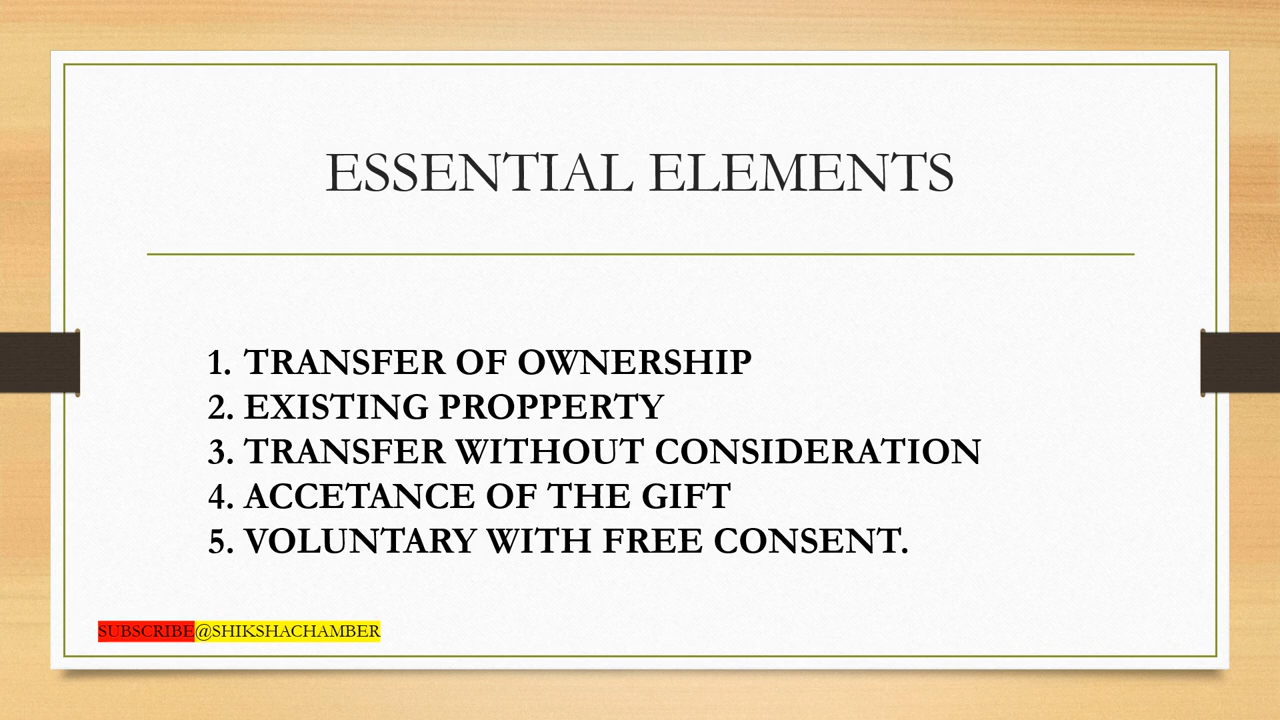 ESSENTIAL ELEMENTS
1. TRANSFER OF OWNERSHIP
2. EXISTING PROPPERTY
3. TRANSFER WITHOUT CONSIDERATION
4. ACCETANCE OF THE GIFT
5. VOLUNTARY WITH FREE CONSENT.
SUBSCRIBE@SHIKSHACHAMBER